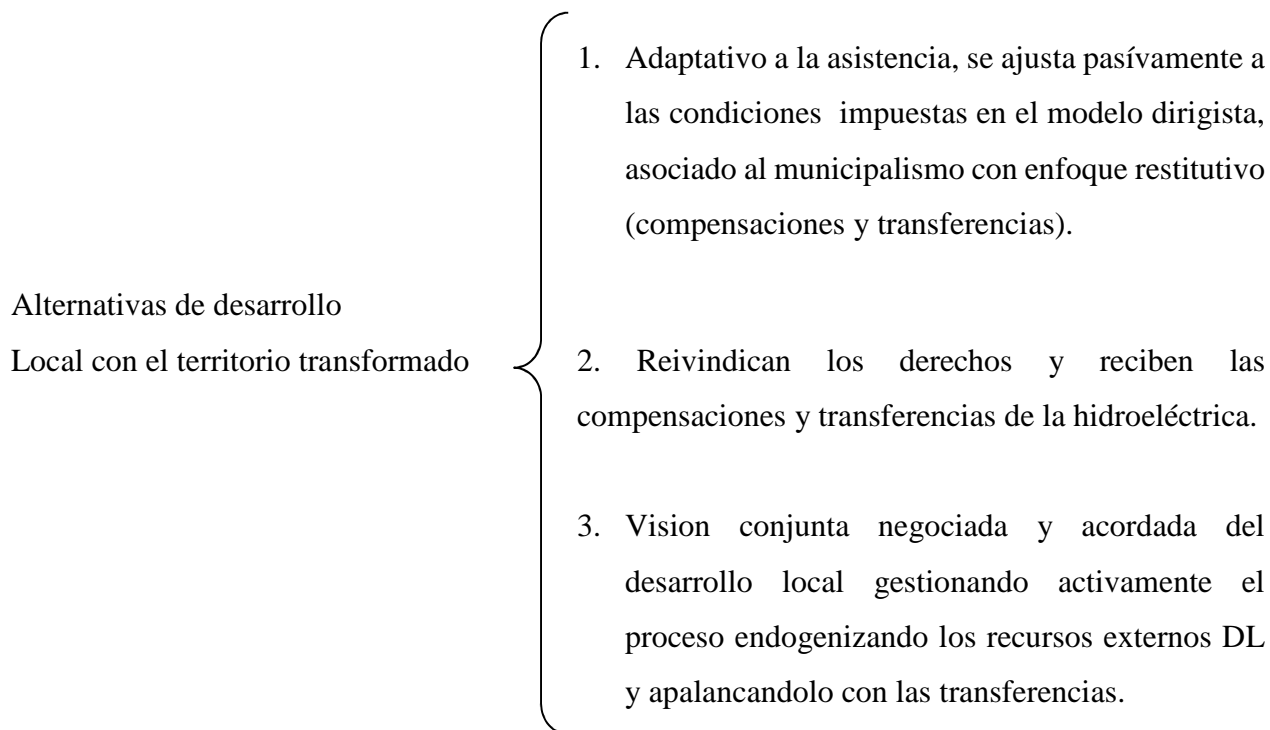 Alternativas de desarrollo
Local con el territorio transformado
1. Adaptativo a la asistencia, se ajusta pasívamente a
las condiciones impuestas en el modelo dirigista,
asociado al municipalismo con enfoque restitutivo
(compensaciones y transferencias).
2. Reivindican los derechos y reciben las
compensaciones y transferencias de la hidroeléctrica.
3. Vision conjunta negociada y acordada del
desarrollo local gestionando activamente el
proceso endogenizando los recursos externos DL
y apalancandolo con las transferencias.